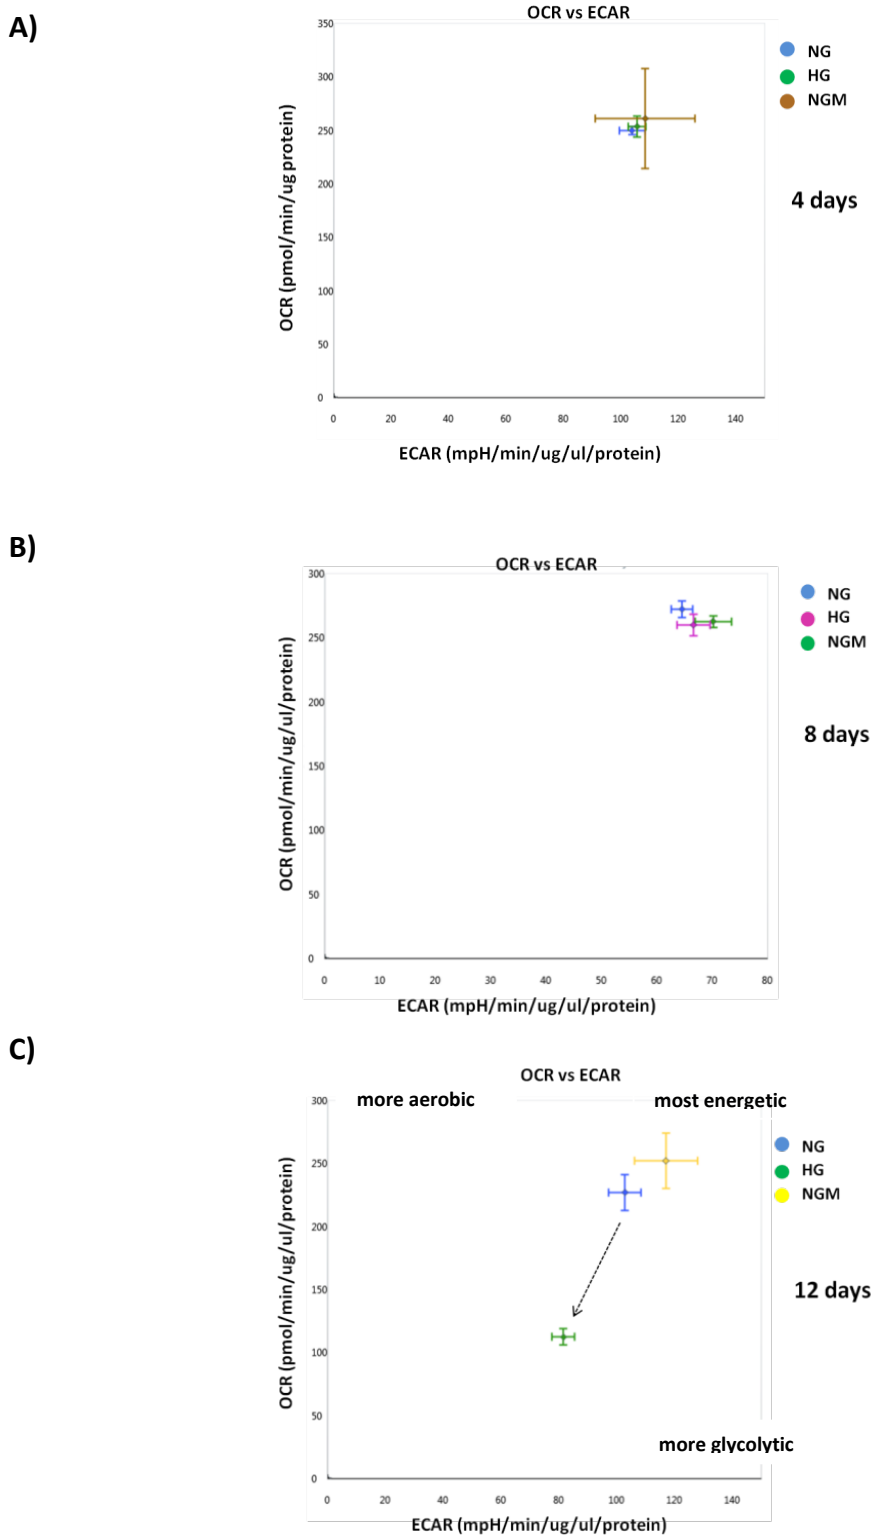 A)
OCR vs ECAR
350
300
250
200
150
100
50
0
0 20 40 60 80 100 120 140
OCR (pmol/min/ug protein)
ECAR (mpH/min/ug/ul/protein)
NG
HG
NGM
4 days
B)
OCR vs ECAR
300
250
200
150
100
50
0
0 10 20 30 40 50 60 70 80
OCR (pmol/min/ug/ul/protein)
ECAR (mpH/min/ug/ul/protein)
NG
HG
NGM
8 days
C)
OCR vs ECAR
more aerobic
most energetic
300
250
200
150
100
50
0
0 20 40 60 80 100 120 140
OCR (pmol/min/ug/ul/protein)
more glycolytic
ECAR (mpH/min/ug/ul/protein)
NG
HG
NGM
12 days